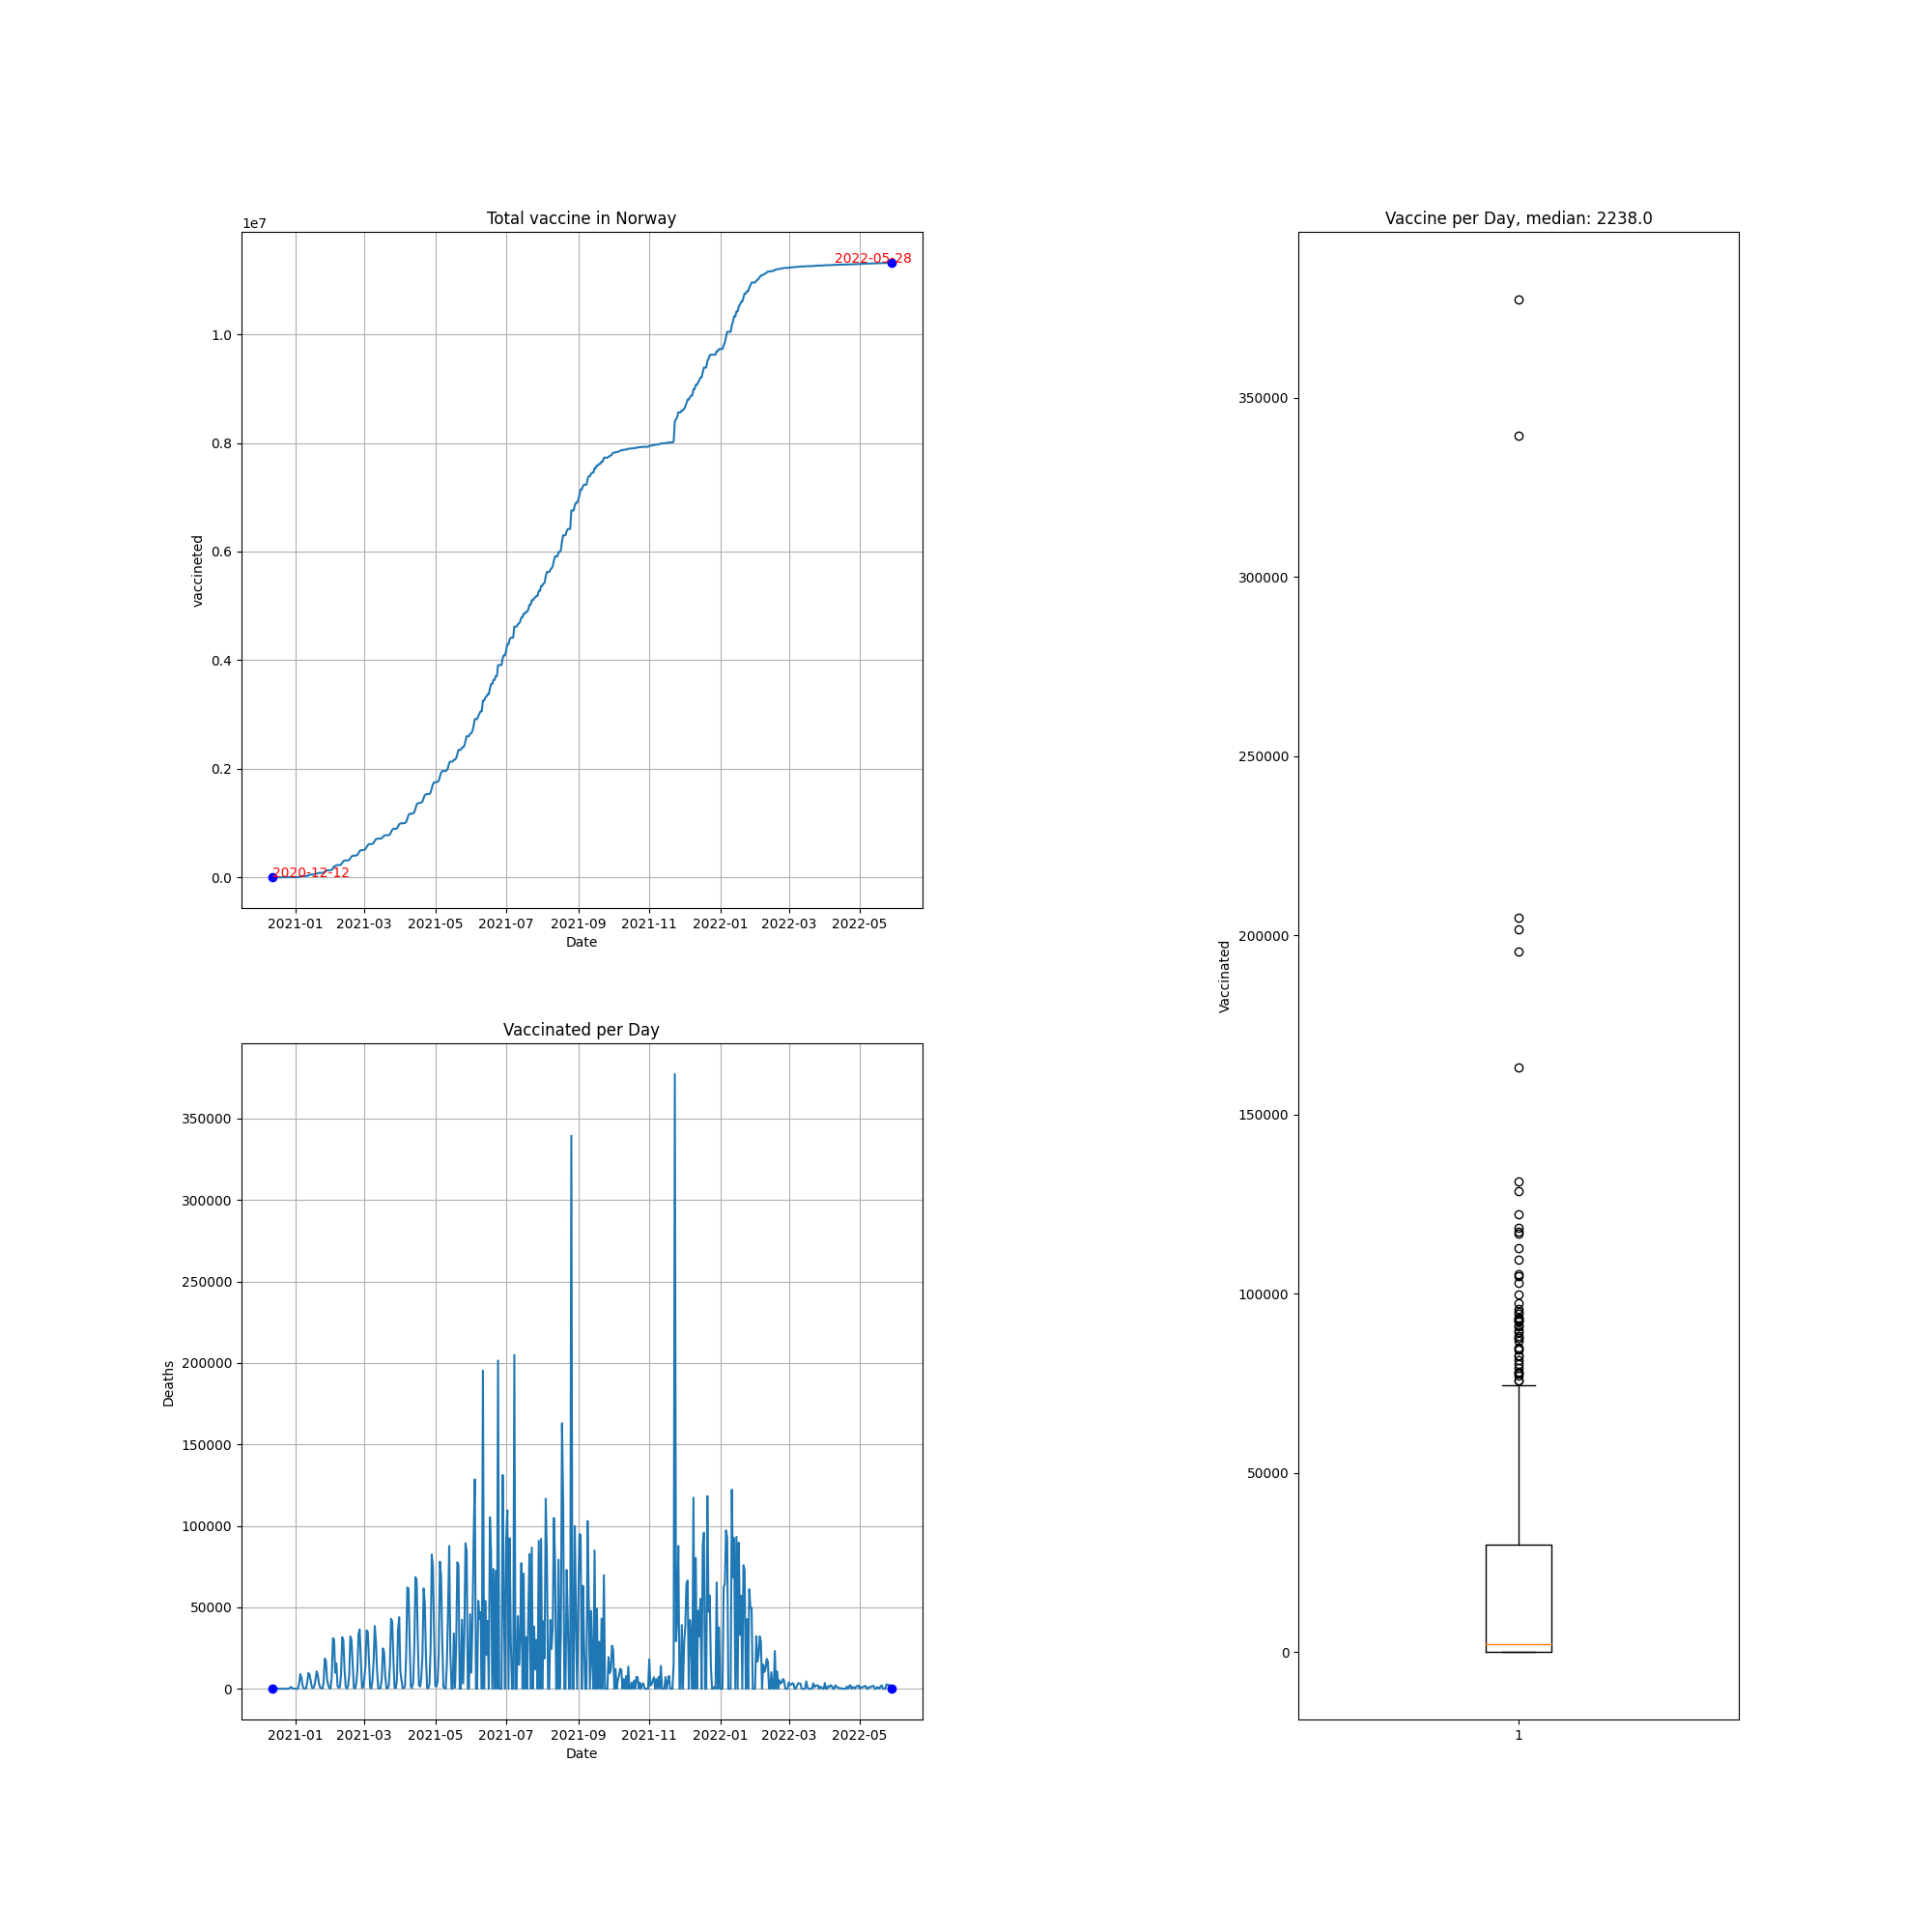 Total vaccine in Norway
1e7
1.0
0.8
0.6
0.4
0.2
0.0
vaccineted
2022-05-28
2020-12-12
2021-01 2021-03 2021-05 2021-07 2021-09 2021-11 2022-01 2022-03 2022-05
Date
Vaccinated per Day
350000
300000
250000
200000
150000
100000
50000
0
Deaths
2021-01 2021-03 2021-05 2021-07 2021-09 2021-11 2022-01 2022-03 2022-05
Date
Vaccine per Day, median: 2238.0
350000
300000
250000
200000
150000
100000
50000
0
Vaccinated
1